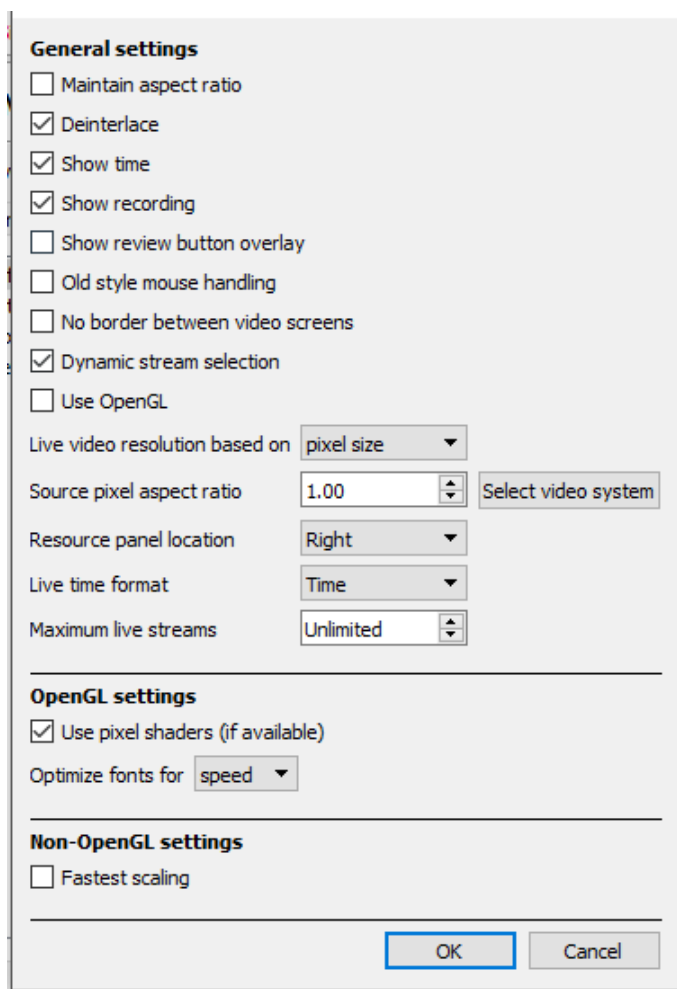 General settings
Maintain aspect ratio
Deinterlace
Show time
Show recording
Show review button overlay
Old style mouse handling
No border between video screens
Dynamic stream selection
Use OpenGL
Live video resolution based on pixel size
Source pixel aspect ratio 1.00 Select video system
Resource panel location Right
Live time format Time
Maximum live streams Unlimited
OpenGL settings
Use pixel shaders (if available)
Optimize fonts for speed
Non-OpenGL settings
Fastest scaling
OK Cancel